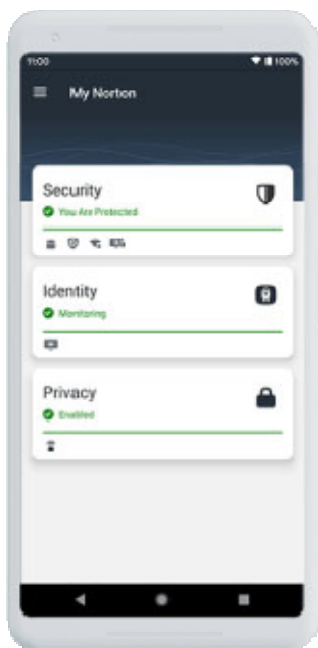 11:00
100%
My Norton
Security
You Are Protected
Identity
Monitoring
Privacy
Enabled